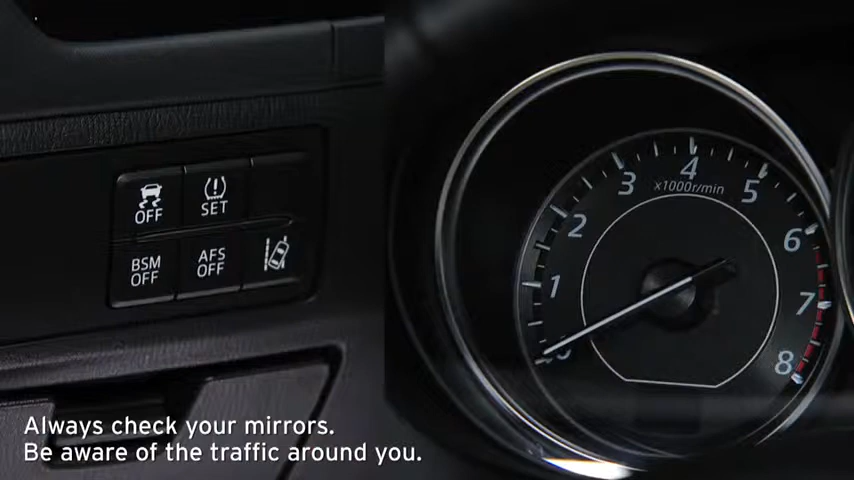 OFF
SET
BSM
OFF
AFS
OFF
0
1
2
3
4
5
6
7
8
x1000r/min
Always check your mirrors.
Be aware of the traffic around you.